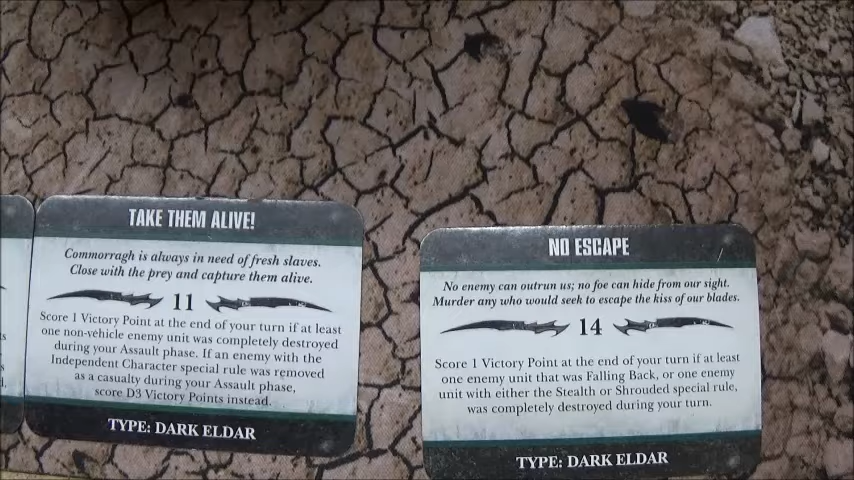 TAKE THEM ALIVE!
Commorragh is always in need of fresh slaves.
Close with the prey and capture them alive.
11
Score 1 Victory Point at the end of your turn if at least
one non-vehicle enemy unit was completely destroyed
during your Assault phase. If an enemy with the
Independent Character special rule was removed
as a casualty during your Assault phase,
score D3 Victory Points instead.
TYPE: DARK ELDAR
NO ESCAPE
No enemy can outrun us; no foe can hide from our sight.
Murder any who would seek to escape the kiss of our blades.
14
Score 1 Victory Point at the end of your turn if at least
one enemy unit that was Falling Back, or one enemy
unit with either the Stealth or Shrouded special rule,
was completely destroyed during your turn.
TYPE: DARK ELDAR